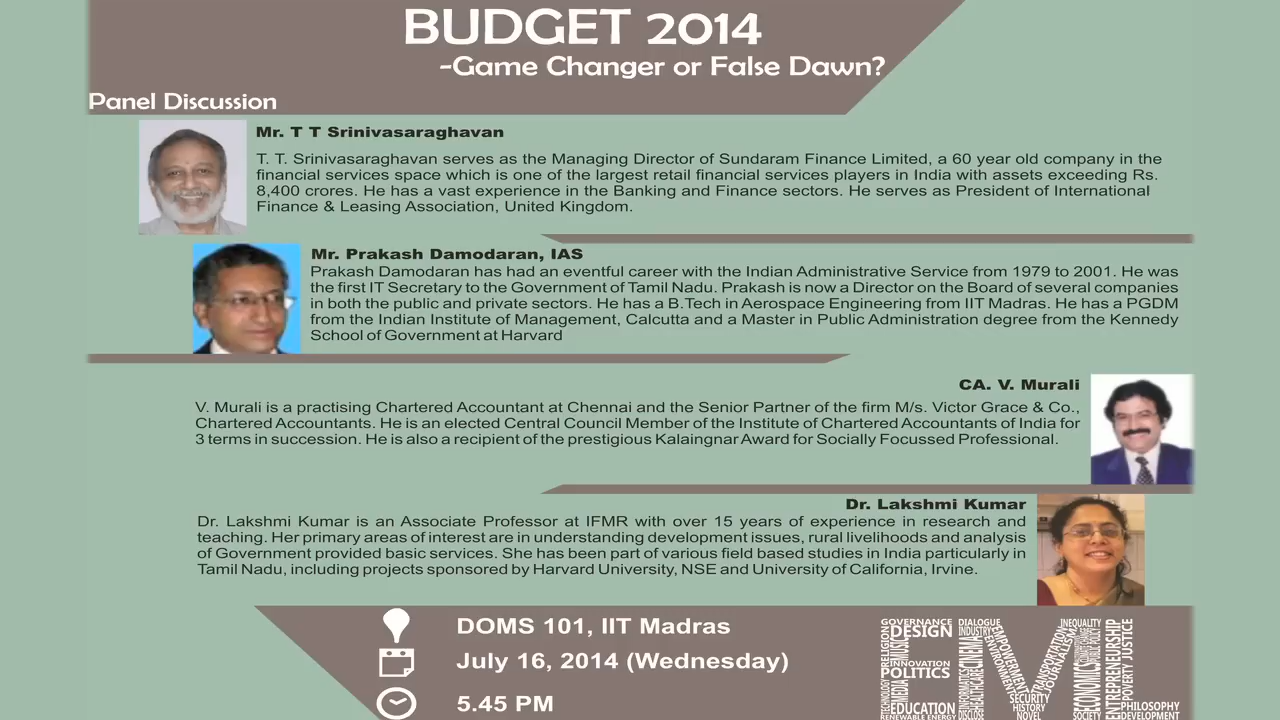 BUDGET 2014
-Game Changer or False Dawn?
Panel Discussion
Mr. T T Srinivasaraghavan
T. T. Srinivasaraghavan serves as the Managing Director of Sundaram Finance Limited, a 60 year old company in the
financial services space which is one of the largest retail financial services players in India with assets exceeding Rs.
8,400 crores. He has a vast experience in the Banking and Finance sectors. He serves as President of International
Finance & Leasing Association, United Kingdom.
Mr. Prakash Damodaran, IAS
Prakash Damodaran has had an eventful career with the Indian Administrative Service from 1979 to 2001. He was
the first IT Secretary to the Government of Tamil Nadu. Prakash is now a Director on the Board of several companies
in both the public and private sectors. He has a B.Tech in Aerospace Engineering from IIT Madras. He has a PGDM
from the Indian Institute of Management, Calcutta and a Master in Public Administration degree from the Kennedy
School of Government at Harvard
CA. V. Murali
V. Murali is a practising Chartered Accountant at Chennai and the Senior Partner of the firm M/s. Victor Grace & Co.,
Chartered Accountants. He is an elected Central Council Member of the Institute of Chartered Accountants of India for
3 terms in succession. He is also a recipient of the prestigious Kalaingnar Award for Socially Focussed Professional.
Dr. Lakshmi Kumar
Dr. Lakshmi Kumar is an Associate Professor at IFMR with over 15 years of experience in research and
teaching. Her primary areas of interest are in understanding development issues, rural livelihoods and analysis
of Government provided basic services. She has been part of various field based studies in India particularly in
Tamil Nadu, including projects sponsored by Harvard University, NSE and University of California, Irvine.
DOMS 101, IIT Madras
July 16, 2014 (Wednesday)
5.45 PM
GOVERNANCE
DESIGN
RELIGION
MUSIC
INNOVATION
POLITICS
TECHNOLOGY
MEDIA
EDUCATION
RENEWABLE ENERGY
DIALOGUE
INDUSTRY
CINEMA
INFORMATICS
HEALTHCARE
ENVIRONMENT
EMPOWERMENT
SECURITY
HISTORY
NOVEL
TRANSPORTATION
JOURNALISM
INEQUALITY
ECONOMICS
SOCIETY
ENTREPRENEURSHIP
POVERTY JUSTICE
PHILOSOPHY
DEVELOPMENT